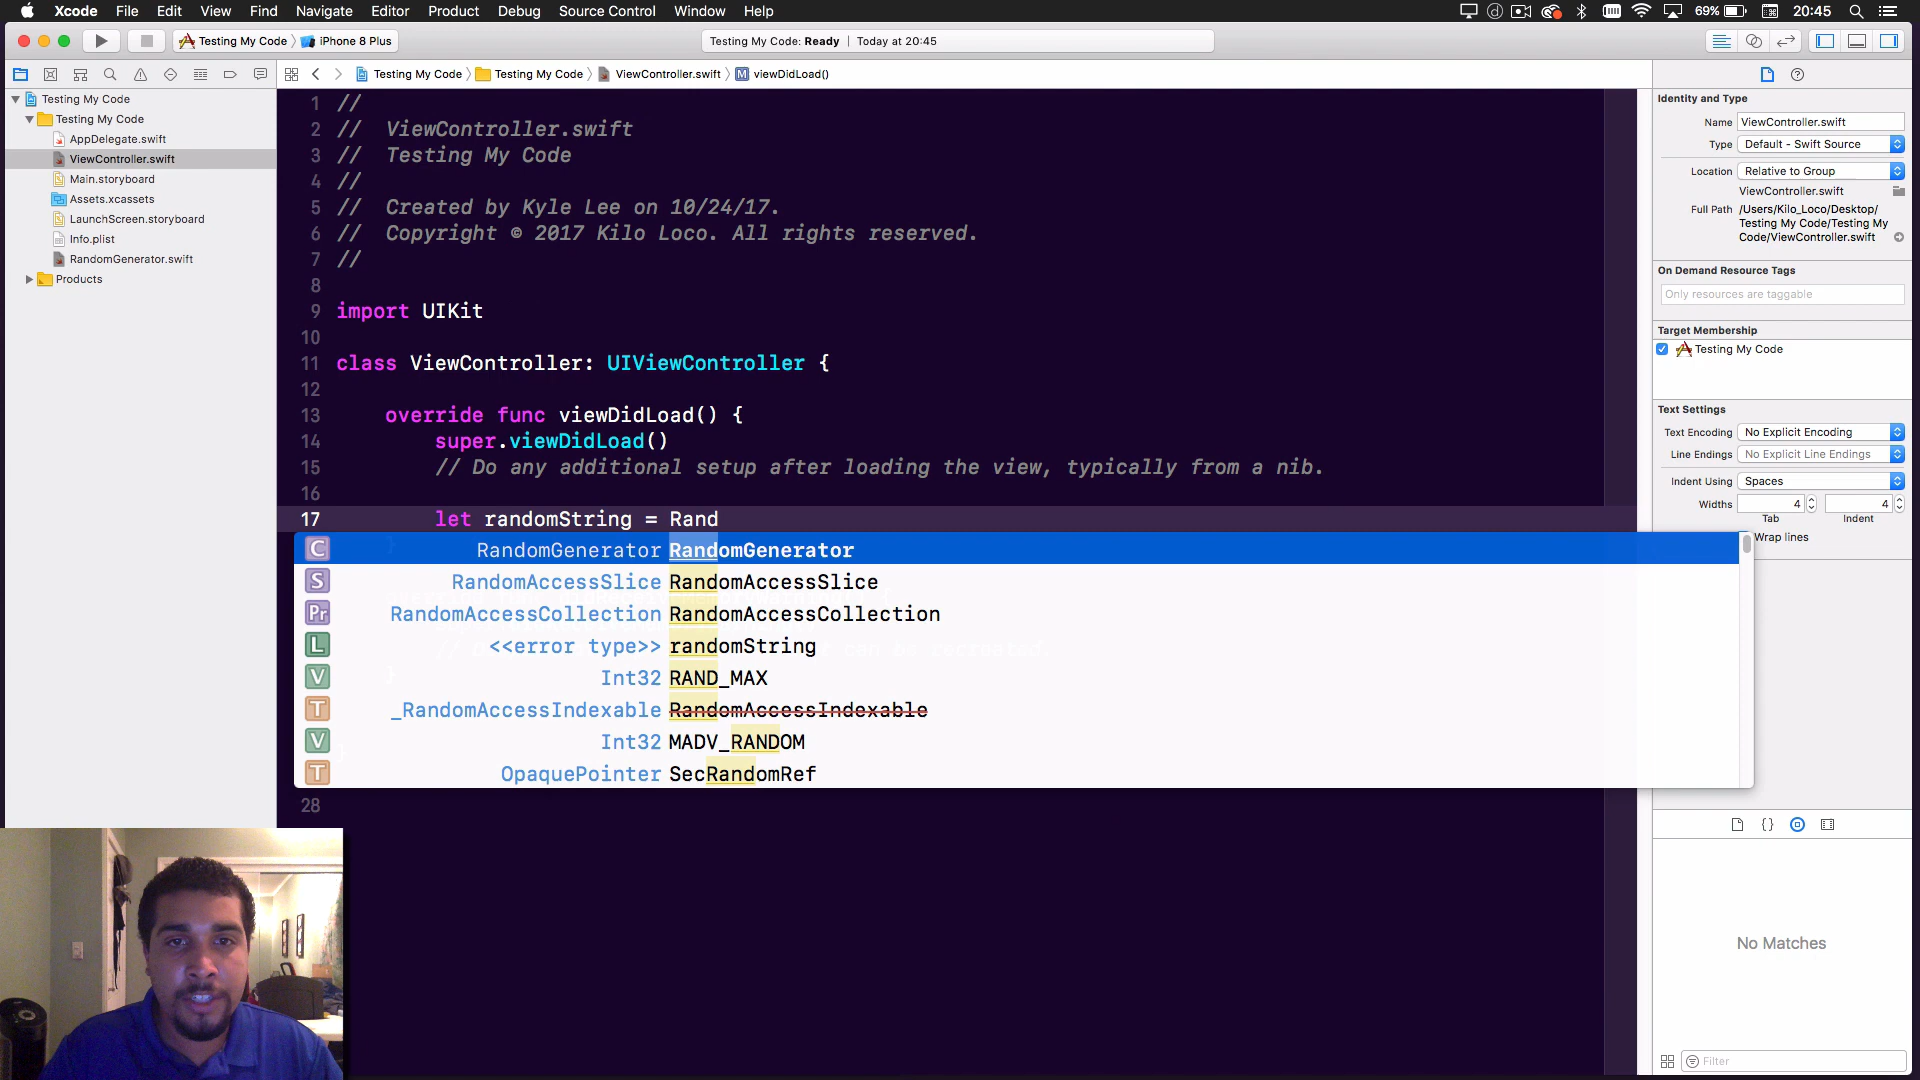 Xcode File Edit View Find Navigate Editor Product Debug Source Control Window Help 69% 20:45
Testing My Code iPhone 8 Plus Testing My Code: Ready | Today at 20:45
Testing My Code Testing My Code ViewController.swift M viewDidLoad()
Testing My Code
Testing My Code
AppDelegate.swift
ViewController.swift
Main.storyboard
Assets.xcassets
LaunchScreen.storyboard
Info.plist
RandomGenerator.swift
Products
1 //
2 // ViewController.swift
3 // Testing My Code
4 //
5 // Created by Kyle Lee on 10/24/17.
6 // Copyright © 2017 Kilo Loco. All rights reserved.
7 //
8
9 import UIKit
10
11 class ViewController: UIViewController {
12
13 override func viewDidLoad() {
14 super.viewDidLoad()
15 // Do any additional setup after loading the view, typically from a nib.
16
17 let randomString = Rand
C RandomGenerator RandomGenerator
S RandomAccessSlice RandomAccessSlice
Pr RandomAccessCollection RandomAccessCollection
L <<error type>> randomString
V Int32 RAND_MAX
T _RandomAccessIndexable RandomAccessIndexable
V Int32 MADV_RANDOM
T OpaquePointer SecRandomRef
can be recreated.
28
Identity and Type
Name ViewController.swift
Type Default - Swift Source
Location Relative to Group
ViewController.swift
Full Path /Users/Kilo_Loco/Desktop/
Testing My Code/Testing My
Code/ViewController.swift
On Demand Resource Tags
Only resources are taggable
Target Membership
Testing My Code
Text Settings
Text Encoding No Explicit Encoding
Line Endings No Explicit Line Endings
Indent Using Spaces
Widths 4 4
Tab Indent
Wrap lines
{}
No Matches
Filter